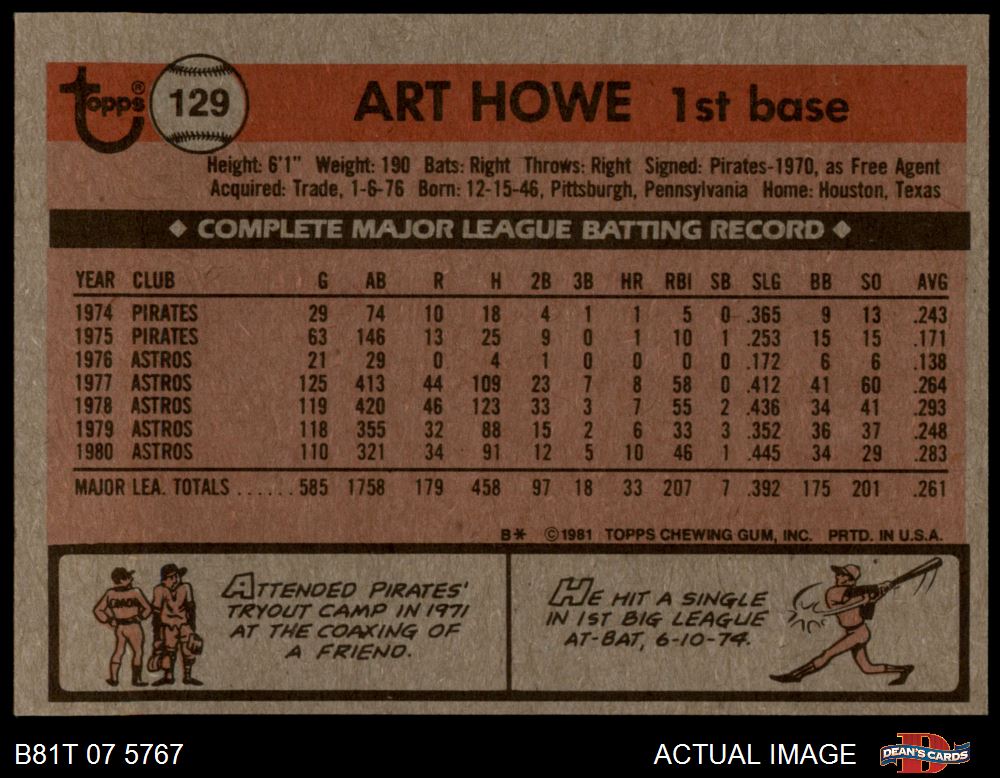 topps® 129 ART HOWE 1st base
Height: 6'1" Weight: 190 Bats: Right Throws: Right Signed: Pirates-1970, as Free Agent
Acquired: Trade, 1-6-76 Born: 12-15-46, Pittsburgh, Pennsylvania Home: Houston, Texas
◆ COMPLETE MAJOR LEAGUE BATTING RECORD ◆
YEAR CLUB G AB R H 2B 3B HR RBI SB SLG BB SO AVG
1974 PIRATES 29 74 10 18 4 1 1 5 0 .365 9 13 .243
1975 PIRATES 63 146 13 25 9 0 1 10 1 .253 15 15 .171
1976 ASTROS 21 29 0 4 1 0 0 0 0 .172 6 6 .138
1977 ASTROS 125 413 44 109 23 7 8 58 0 .412 41 60 .264
1978 ASTROS 119 420 46 123 33 3 7 55 2 .436 34 41 .293
1979 ASTROS 118 355 32 88 15 2 6 33 3 .352 36 37 .248
1980 ASTROS 110 321 34 91 12 5 10 46 1 .445 34 29 .283
MAJOR LEA. TOTALS ...... 585 1758 179 458 97 18 33 207 7 .392 175 201 .261
B* ©1981 TOPPS CHEWING GUM, INC. PRTD. IN U.S.A.
ATTENDED PIRATES'
TRYOUT CAMP IN 1971
AT THE COAXING OF
A FRIEND.
HE HIT A SINGLE
IN 1ST BIG LEAGUE
AT-BAT, 6-10-74.
B81T 07 5767 ACTUAL IMAGE DEAN'S CARDS